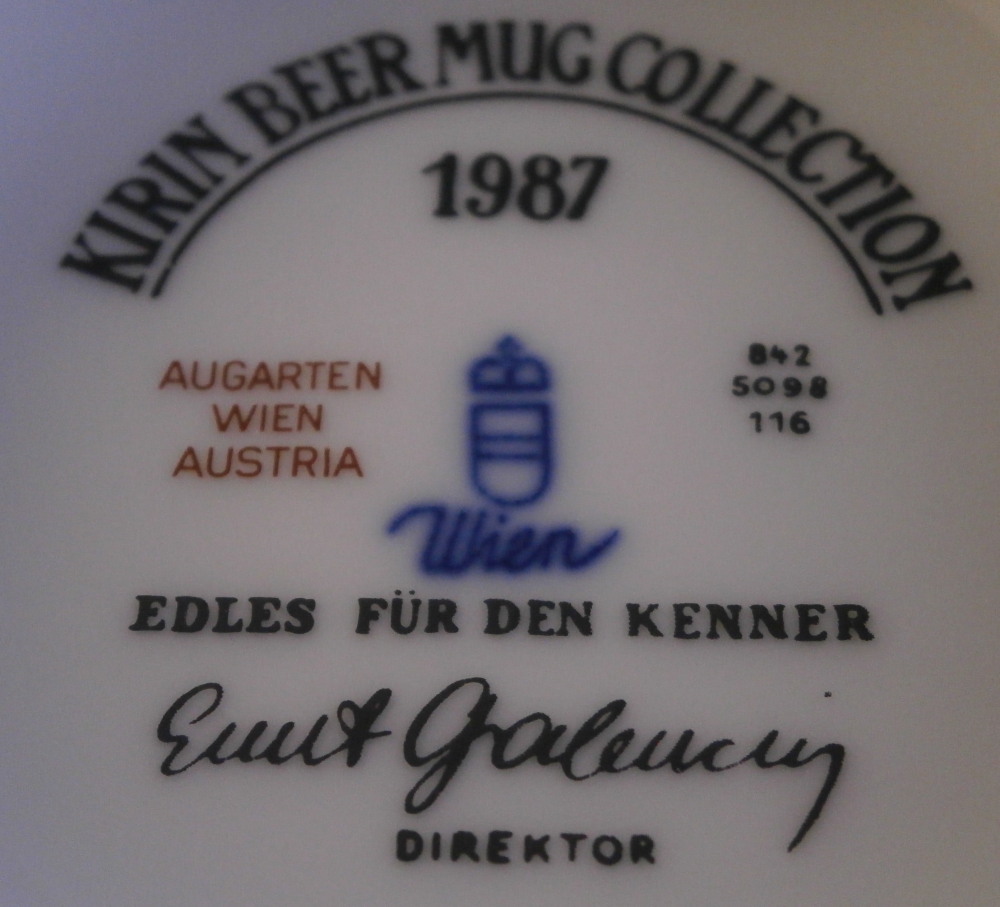 KIRIN BEER MUG COLLECTION
1987
AUGARTEN
WIEN
AUSTRIA
842
5098
116
Wien
EDLES FÜR DEN KENNER
DIREKTOR